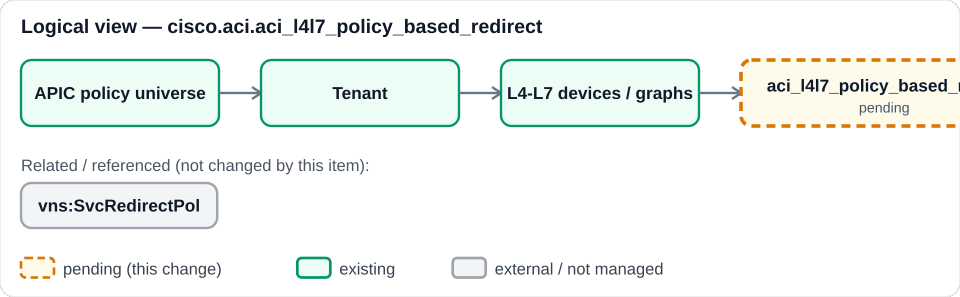 Logical view — cisco.aci.aci_l4l7_policy_based_redirect
APIC policy universe
Tenant
L4-L7 devices / graphs
aci_l4l7_policy_based_r
pending
Related / referenced (not changed by this item):
vns:SvcRedirectPol
pending (this change)
existing
external / not managed